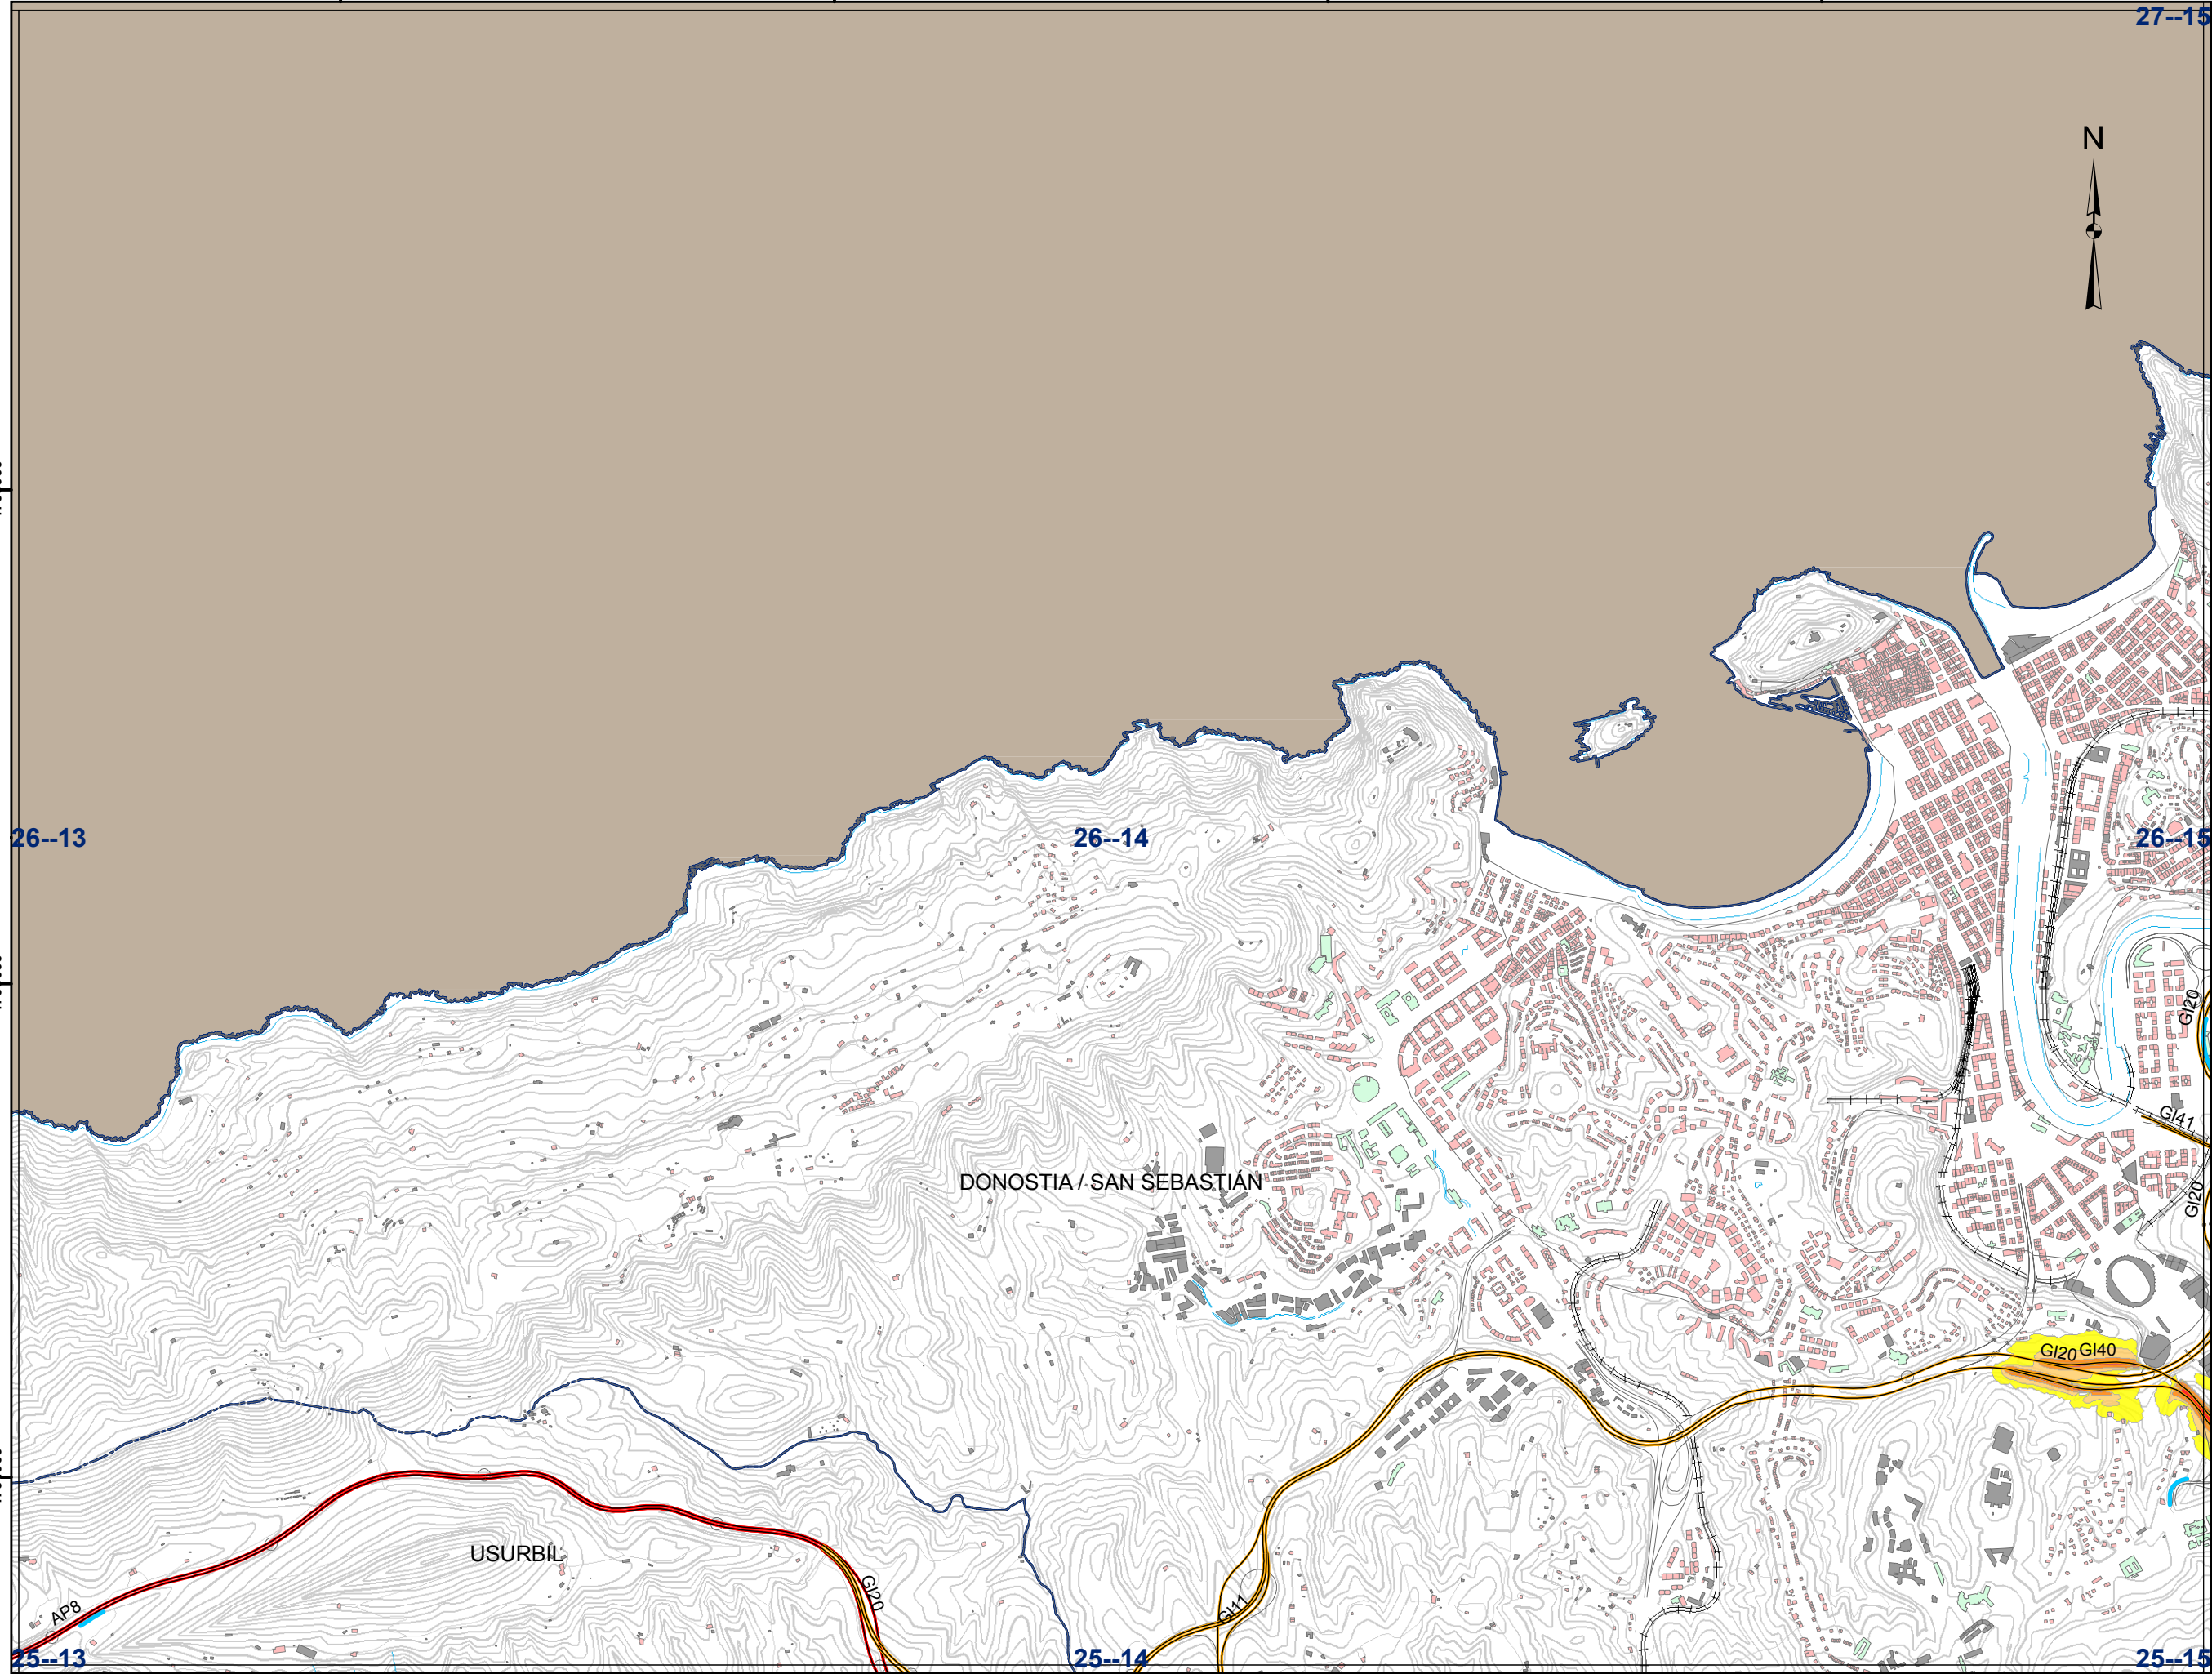 27--15
N
26--13
26--14
26--15
GI20
GI41
DONOSTIA / SAN SEBASTIÁN
GI20
GI20 GI40
USURBIL
GI20
AP8
GI11
25--13
25--14
25--15